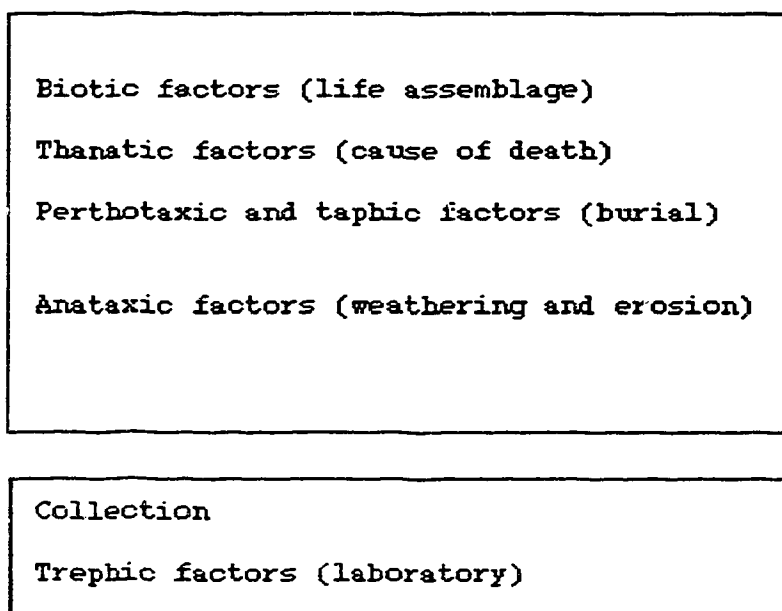 Biotic factors (life assemblage)
Thanatic factors (cause of death)
Perthotaxic and taphic factors (burial)
Anataxic factors (weathering and erosion)
Collection
Trephic factors (laboratory)